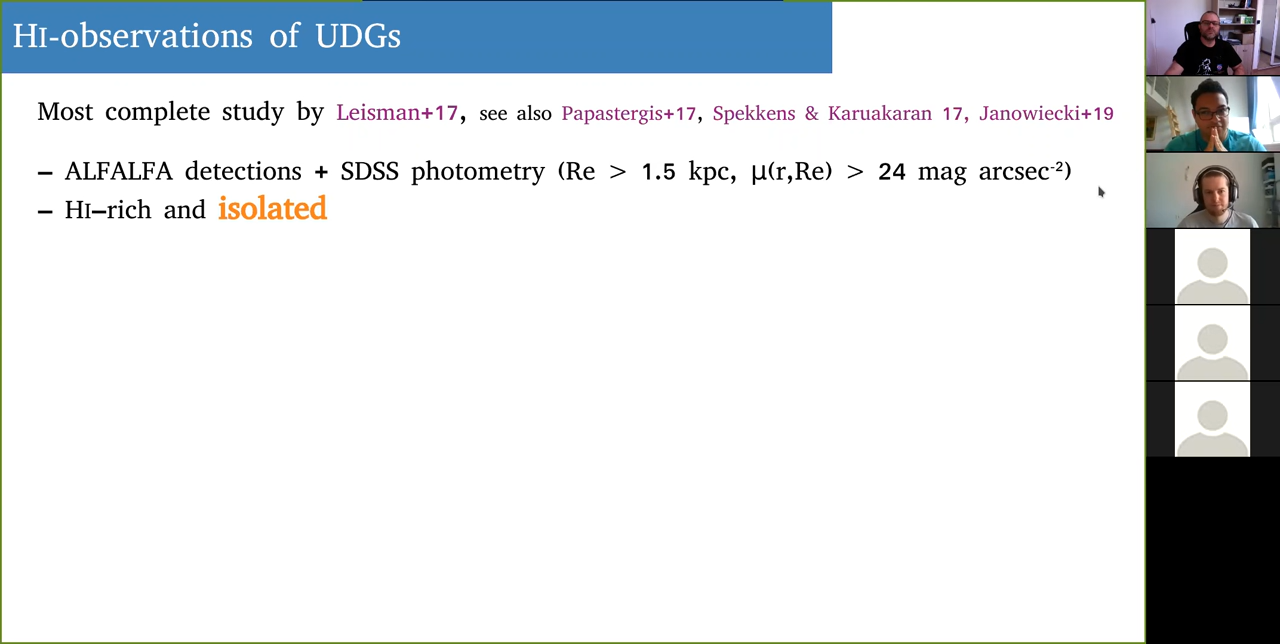 HI-observations of UDGs
Most complete study by Leisman+17, see also Papastergis+17, Spekkens & Karuakaran 17, Janowiecki+19
– ALFALFA detections + SDSS photometry (Re > 1.5 kpc, μ(r,Re) > 24 mag arcsec⁻²)
– HI–rich and isolated